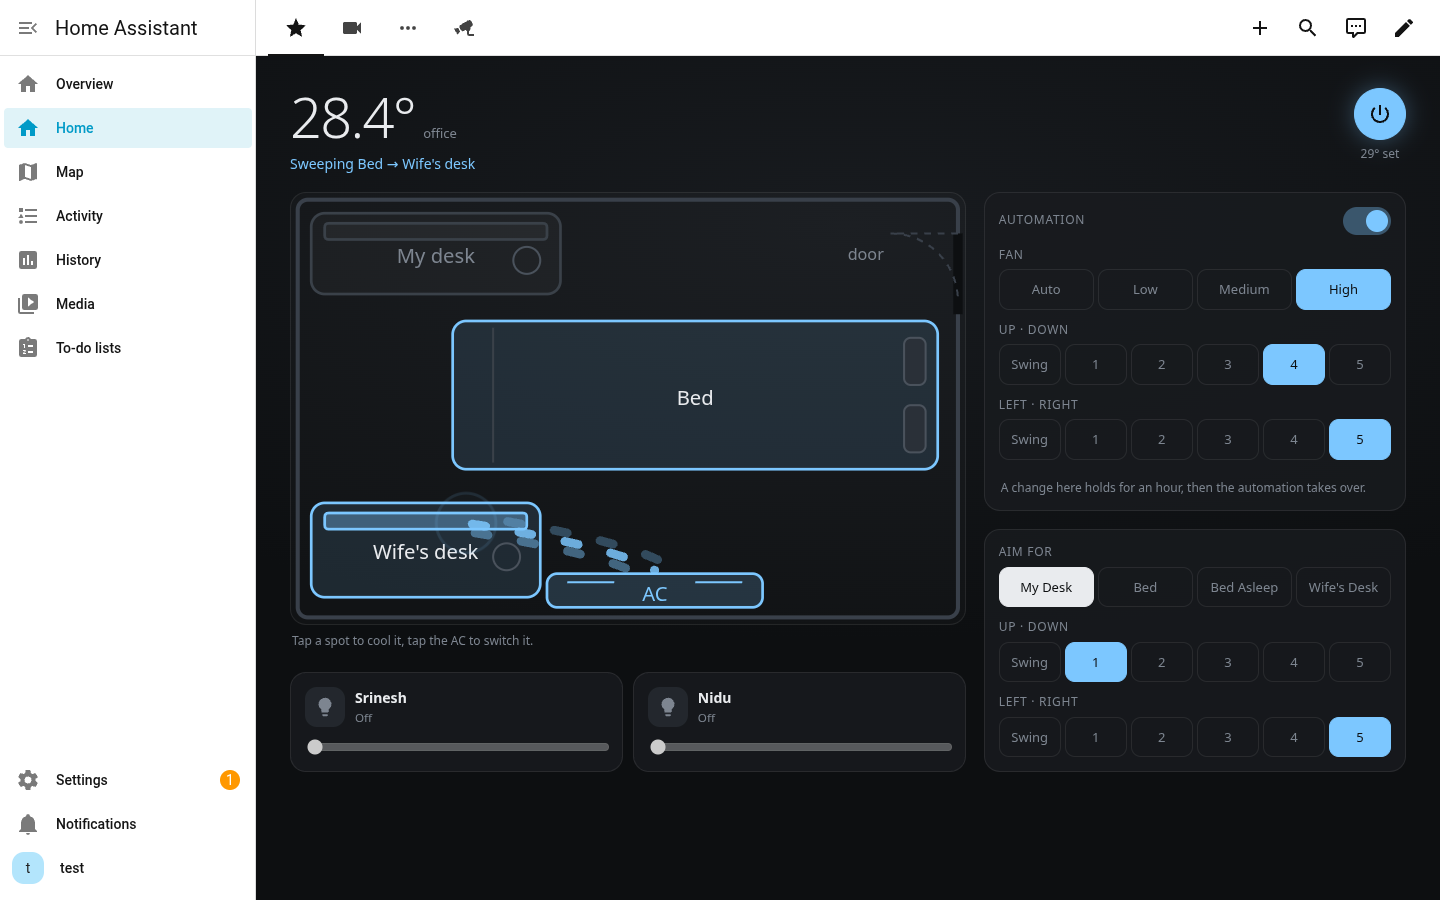 Home Assistant
Overview
Home
Map
Activity
History
Media
To-do lists
Settings
1
Notifications
t
test
28.4° office
Sweeping Bed → Wife's desk
29° set
My desk
door
Bed
Wife's desk
AC
Tap a spot to cool it, tap the AC to switch it.
Srinesh
Off
Nidu
Off
AUTOMATION
FAN
Auto Low Medium High
UP · DOWN
Swing 1 2 3 4 5
LEFT · RIGHT
Swing 1 2 3 4 5
A change here holds for an hour, then the automation takes over.
AIM FOR
My Desk Bed Bed Asleep Wife's Desk
UP · DOWN
Swing 1 2 3 4 5
LEFT · RIGHT
Swing 1 2 3 4 5